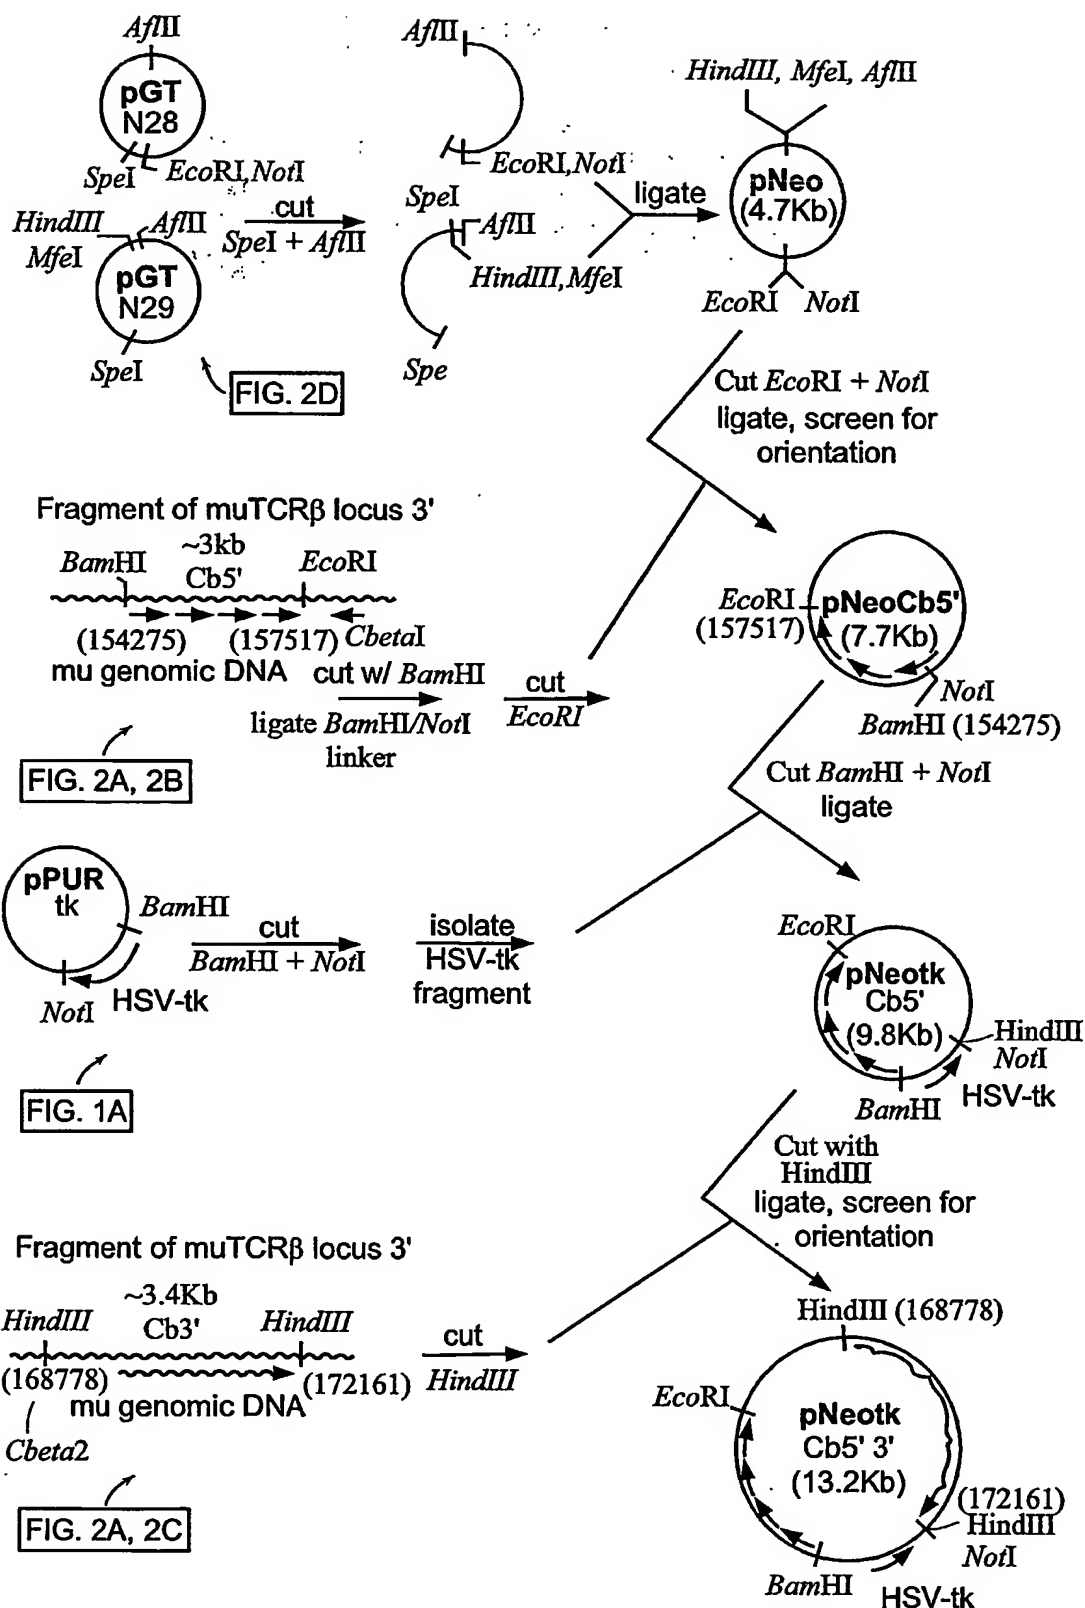 AflII
pGT
N28
SpeI
EcoRI,NotI
AflII
EcoRI,NotI
HindIII, MfeI, AflII
pNeo
(4.7Kb)
EcoRI NotI
HindIII
MfeI
AflII
pGT
N29
SpeI
cut
SpeI + AflII
SpeI
AflII
HindIII,MfeI
Spe
ligate
FIG. 2D
Cut EcoRI + NotI
ligate, screen for
orientation
Fragment of muTCRβ locus 3'
BamHI
~3kb
Cb5'
EcoRI
(154275)
(157517)
CbetaI
mu genomic DNA
cut w/ BamHI
ligate BamHI/NotI
linker
cut
EcoRI
FIG. 2A, 2B
EcoRI
(157517)
pNeoCb5'
(7.7Kb)
NotI
BamHI (154275)
Cut BamHI + NotI
ligate
pPUR
tk
BamHI
NotI
HSV-tk
cut
BamHI + NotI
isolate
HSV-tk
fragment
FIG. 1A
EcoRI
pNeotk
Cb5'
(9.8Kb)
HindIII
NotI
HSV-tk
BamHI
Cut with
HindIII
ligate, screen for
orientation
Fragment of muTCRβ locus 3'
HindIII
~3.4Kb
Cb3'
HindIII
(168778)
(172161)
mu genomic DNA
Cbeta2
cut
HindIII
FIG. 2A, 2C
HindIII (168778)
EcoRI
pNeotk
Cb5' 3'
(13.2Kb)
(172161)
HindIII
NotI
BamHI
HSV-tk